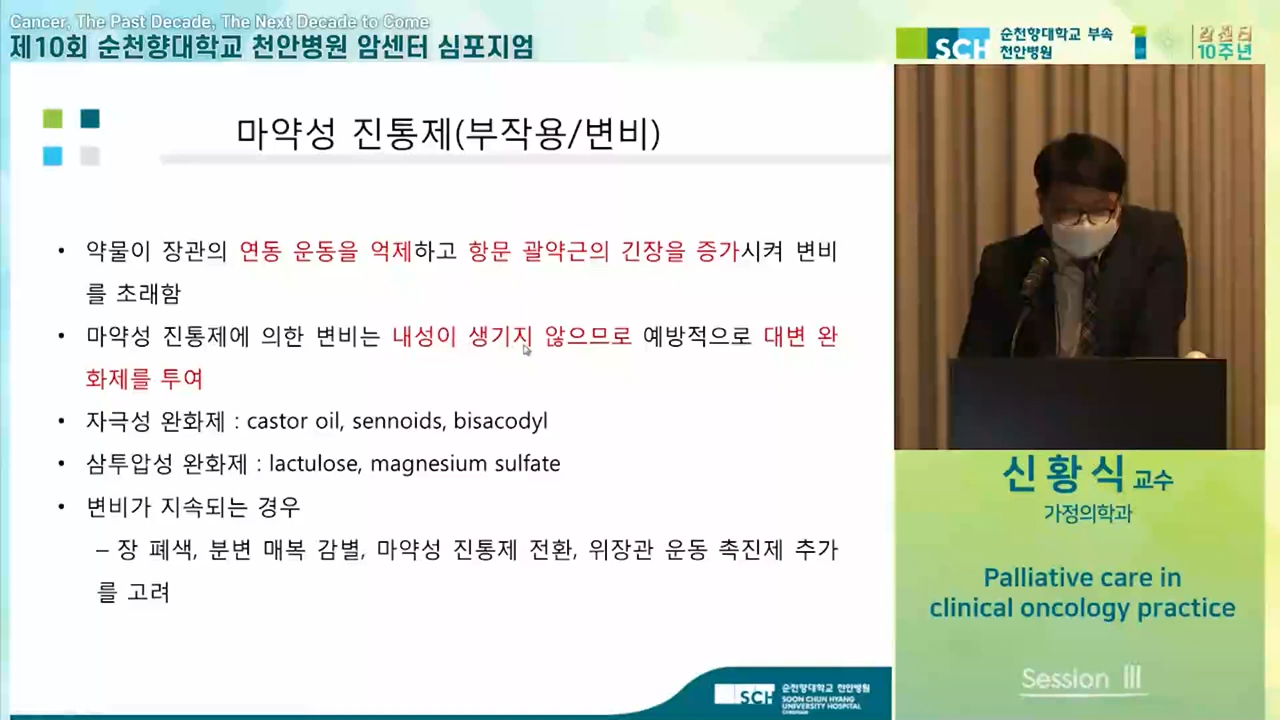 Cancer, The Past Decade, The Next Decade to Come
제10회 순천향대학교 천안병원 암센터 심포지엄
SCH
순천향대학교 부속
천안병원
암센터
10주년
마약성 진통제(부작용/변비)
• 약물이 장관의 연동 운동을 억제하고 항문 괄약근의 긴장을 증가시켜 변비
를 초래함
• 마약성 진통제에 의한 변비는 내성이 생기지 않으므로 예방적으로 대변 완
화제를 투여
• 자극성 완화제 : castor oil, sennoids, bisacodyl
• 삼투압성 완화제 : lactulose, magnesium sulfate
• 변비가 지속되는 경우
– 장 폐색, 분변 매복 감별, 마약성 진통제 전환, 위장관 운동 촉진제 추가
를 고려
SCH
순천향대학교 천안병원
SOON CHUN HYANG
UNIVERSITY HOSPITAL
신황식 교수
가정의학과
Palliative care in
clinical oncology practice
Session Ⅲ